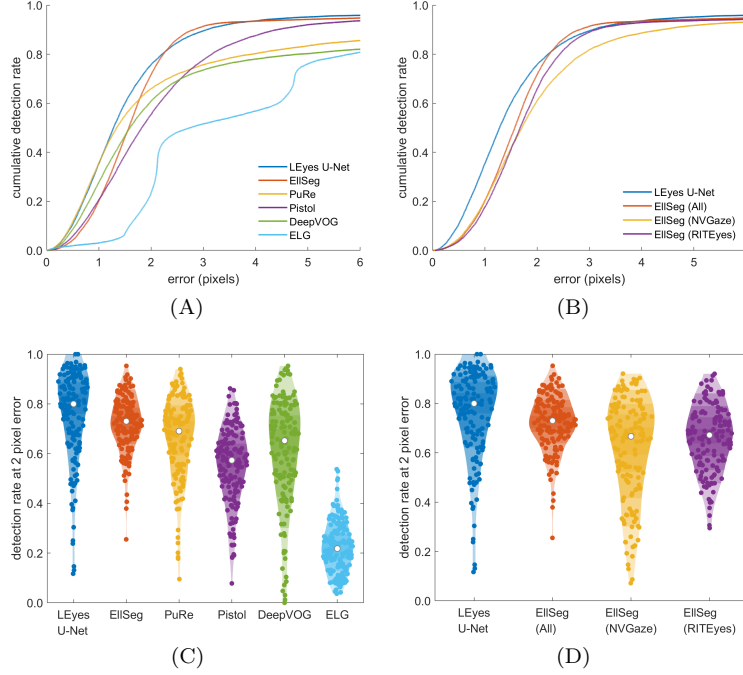 1.0
0.8
0.6
0.4
0.2
0.0
cumulative detection rate
LEyes U-Net
EllSeg
PuRe
Pistol
DeepVOG
ELG
0 1 2 3 4 5 6
error (pixels)
(A)
1.0
0.8
0.6
0.4
0.2
0.0
cumulative detection rate
LEyes U-Net
EllSeg (All)
EllSeg (NVGaze)
EllSeg (RITEyes)
0 1 2 3 4 5 6
error (pixels)
(B)
1.0
0.8
0.6
0.4
0.2
0.0
detection rate at 2 pixel error
LEyes EllSeg PuRe Pistol DeepVOG ELG
U-Net
(C)
1.0
0.8
0.6
0.4
0.2
0.0
detection rate at 2 pixel error
LEyes EllSeg EllSeg EllSeg
U-Net (All) (NVGaze) (RITEyes)
(D)